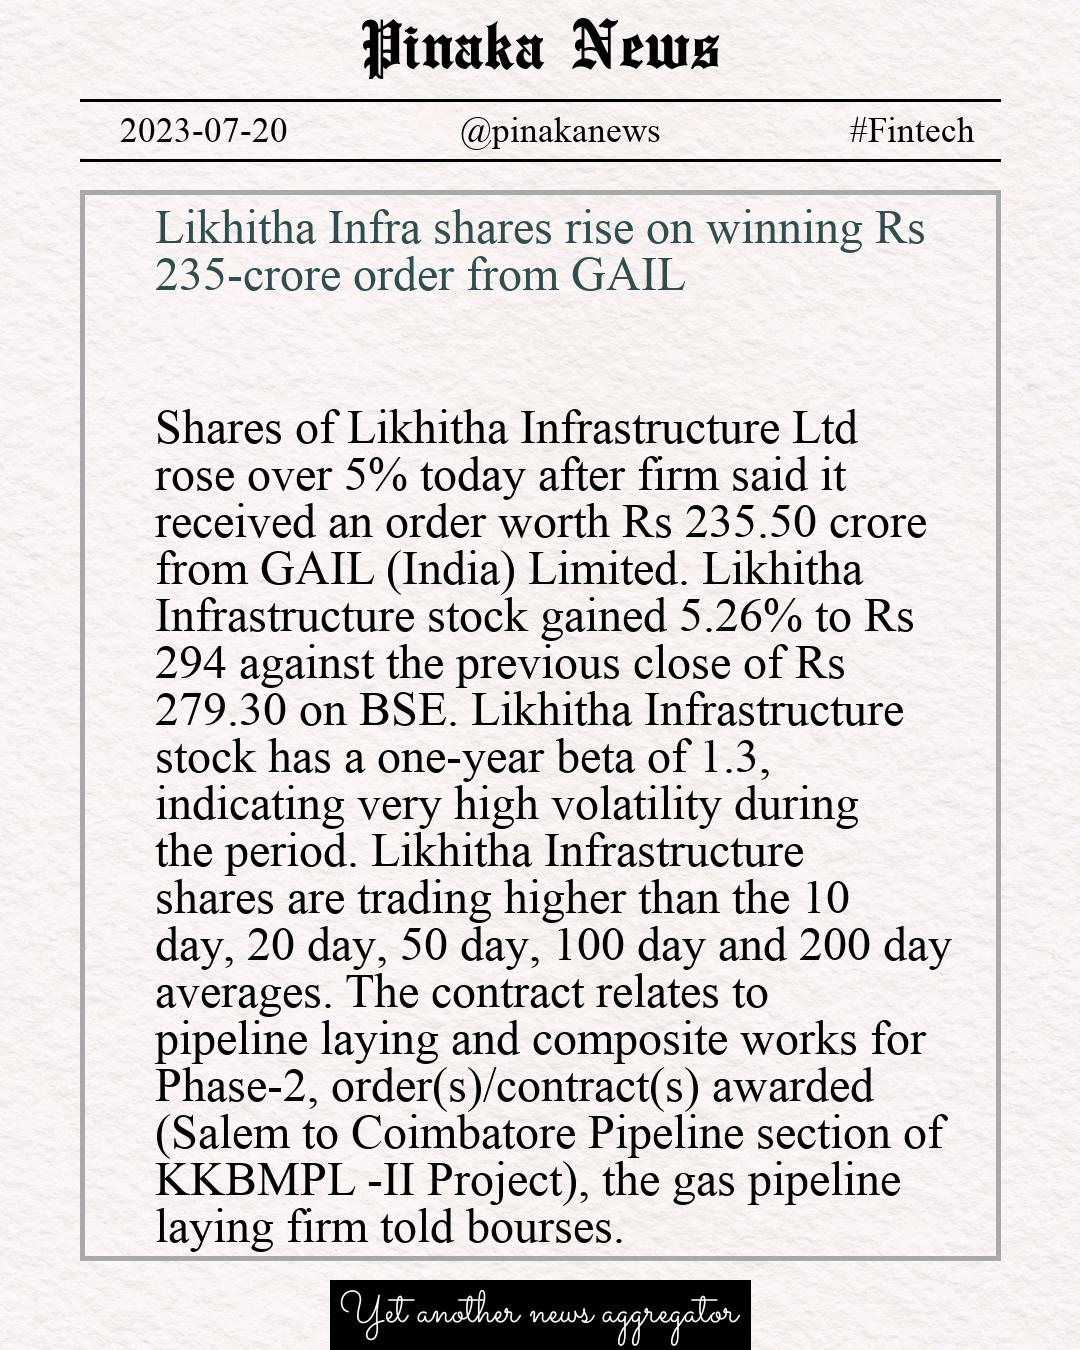 Pinaka News
2023-07-20 @pinakanews #Fintech
Likhitha Infra shares rise on winning Rs
235-crore order from GAIL
Shares of Likhitha Infrastructure Ltd
rose over 5% today after firm said it
received an order worth Rs 235.50 crore
from GAIL (India) Limited. Likhitha
Infrastructure stock gained 5.26% to Rs
294 against the previous close of Rs
279.30 on BSE. Likhitha Infrastructure
stock has a one-year beta of 1.3,
indicating very high volatility during
the period. Likhitha Infrastructure
shares are trading higher than the 10
day, 20 day, 50 day, 100 day and 200 day
averages. The contract relates to
pipeline laying and composite works for
Phase-2, order(s)/contract(s) awarded
(Salem to Coimbatore Pipeline section of
KKBMPL -II Project), the gas pipeline
laying firm told bourses.
Yet another news aggregator